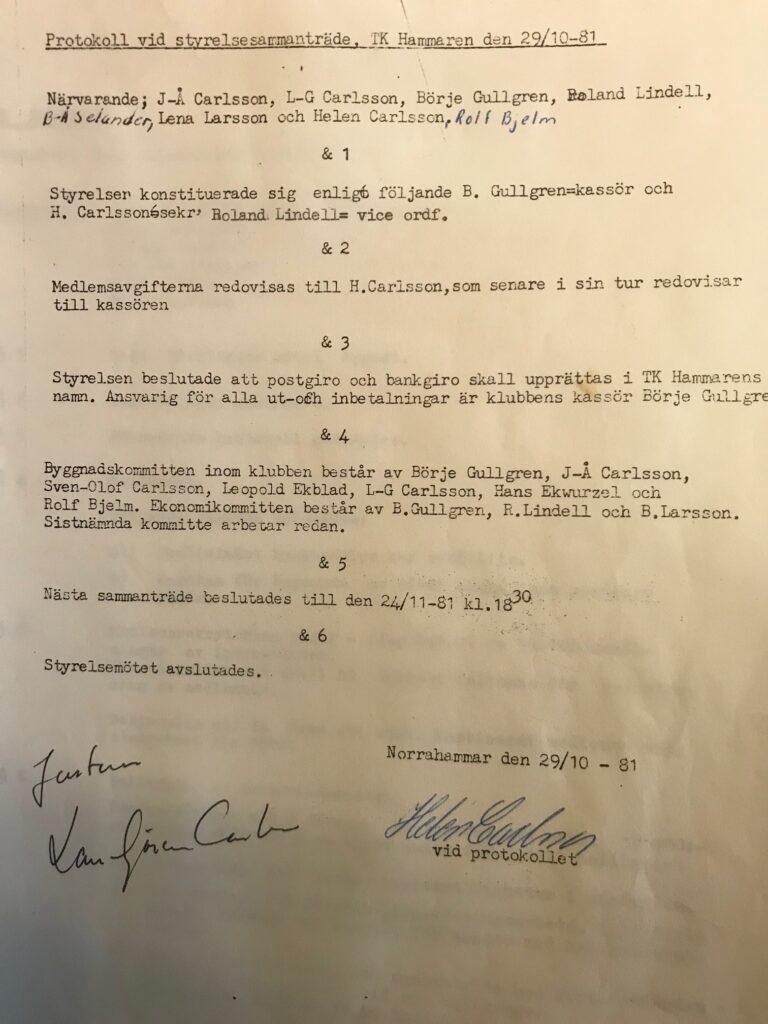 Protokoll vid styrelsesammanträde, TK Hammaren den 29/10-81
Närvarande; J-Å Carlsson, L-G Carlsson, Börje Gullgren, Roland Lindell,
B-Å Selander, Lena Larsson och Helen Carlsson, Rolf Bjelm
& 1
Styrelser konstituerade sig enligt följande B. Gullgren=kassör och
H. Carlsson=sekr, Roland Lindell= vice ordf.
& 2
Medlemsavgifterna redovisas till H.Carlsson,som senare i sin tur redovisar
till kassören
& 3
Styrelsen beslutade att postgiro och bankgiro skall upprättas i TK Hammarens
namn. Ansvarig för alla ut-och inbetalningar är klubbens kassör Börje Gullgre
& 4
Byggnadskommitten inom klubben består av Börje Gullgren, J-Å Carlsson,
Sven-Olof Carlsson, Leopold Ekblad, L-G Carlsson, Hans Ekwurzel och
Rolf Bjelm. Ekonomikommitten består av B.Gullgren, R.Lindell och B.Larsson.
Sistnämnda kommitte arbetar redan.
& 5
Nästa sammanträde beslutades till den 24/11-81 kl.18 30
& 6
Styrelsemötet avslutades.
Norrahammar den 29/10 - 81
Justeras
Lars-Göran Carlsson
Helen Carlsson
vid protokollet